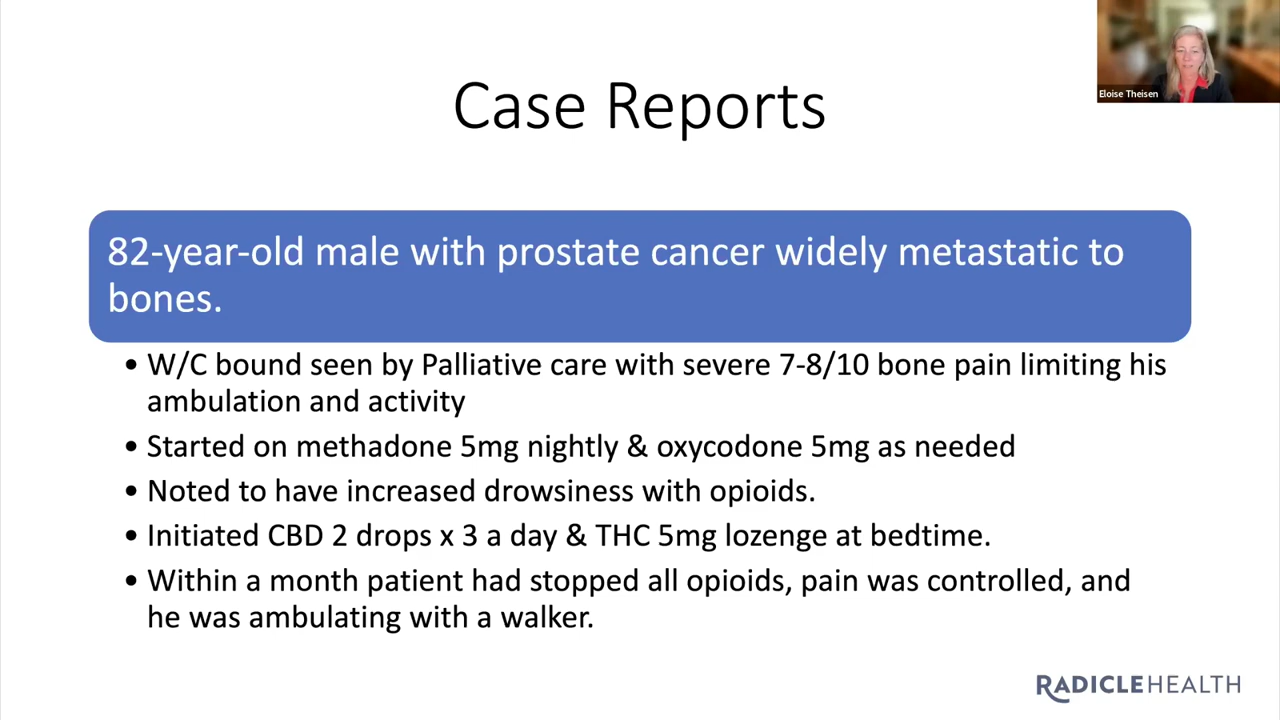 Eloise Theisen
Case Reports
82-year-old male with prostate cancer widely metastatic to
bones.
• W/C bound seen by Palliative care with severe 7-8/10 bone pain limiting his
ambulation and activity
• Started on methadone 5mg nightly & oxycodone 5mg as needed
• Noted to have increased drowsiness with opioids.
• Initiated CBD 2 drops x 3 a day & THC 5mg lozenge at bedtime.
• Within a month patient had stopped all opioids, pain was controlled, and
he was ambulating with a walker.
RADICLEHEALTH